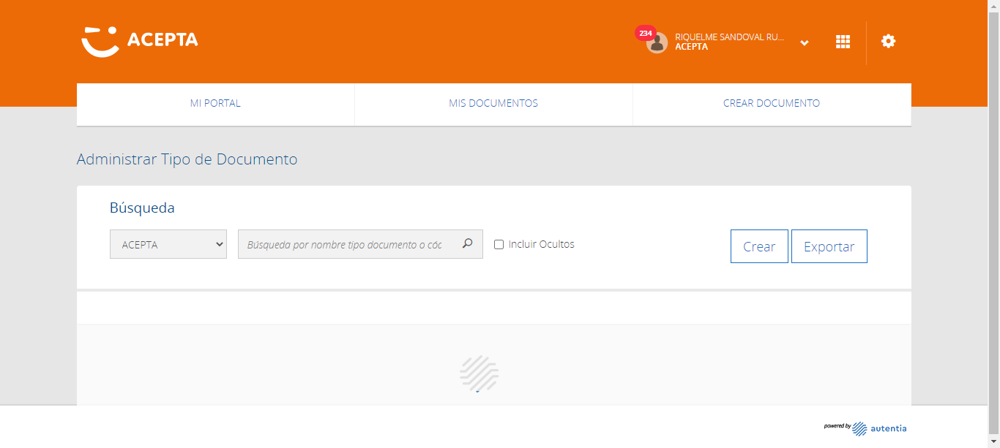 ACEPTA
234
RIQUELME SANDOVAL RU...
ACEPTA
MI PORTAL
MIS DOCUMENTOS
CREAR DOCUMENTO
Administrar Tipo de Documento
Búsqueda
ACEPTA
Búsqueda por nombre tipo documento o cóc
Incluir Ocultos
Crear
Exportar
powered by autentia